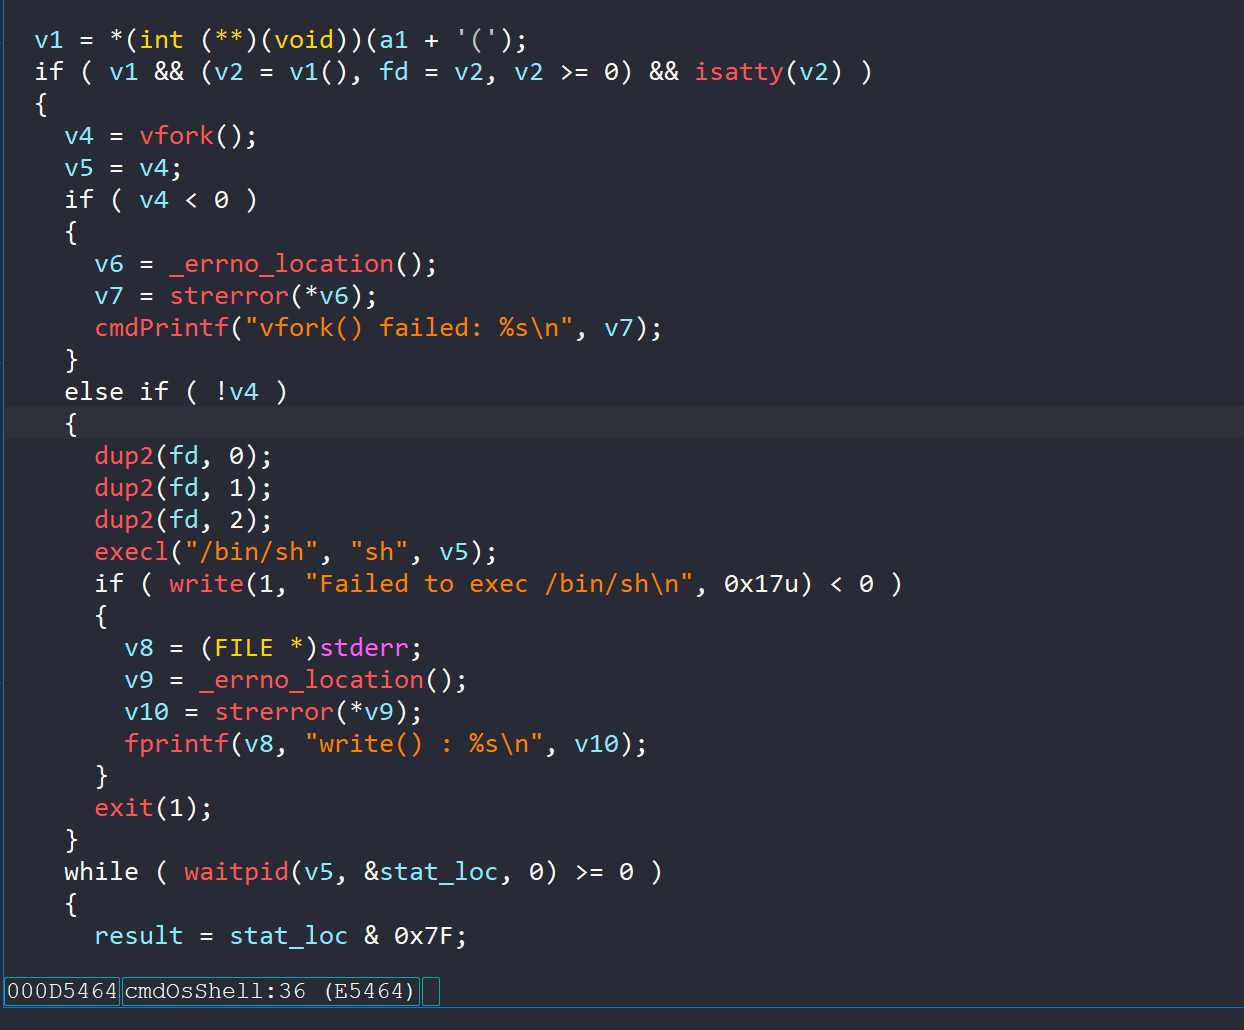 v1 = *(int (**)(void))(a1 + '(');
if ( v1 && (v2 = v1(), fd = v2, v2 >= 0) && isatty(v2) )
{
v4 = vfork();
v5 = v4;
if ( v4 < 0 )
{
v6 = _errno_location();
v7 = strerror(*v6);
cmdPrintf("vfork() failed: %s\n", v7);
}
else if ( !v4 )
{
dup2(fd, 0);
dup2(fd, 1);
dup2(fd, 2);
execl("/bin/sh", "sh", v5);
if ( write(1, "Failed to exec /bin/sh\n", 0x17u) < 0 )
{
v8 = (FILE *)stderr;
v9 = _errno_location();
v10 = strerror(*v9);
fprintf(v8, "write() : %s\n", v10);
}
exit(1);
}
while ( waitpid(v5, &stat_loc, 0) >= 0 )
{
result = stat_loc & 0x7F;
000D5464 cmdOsShell:36 (E5464)